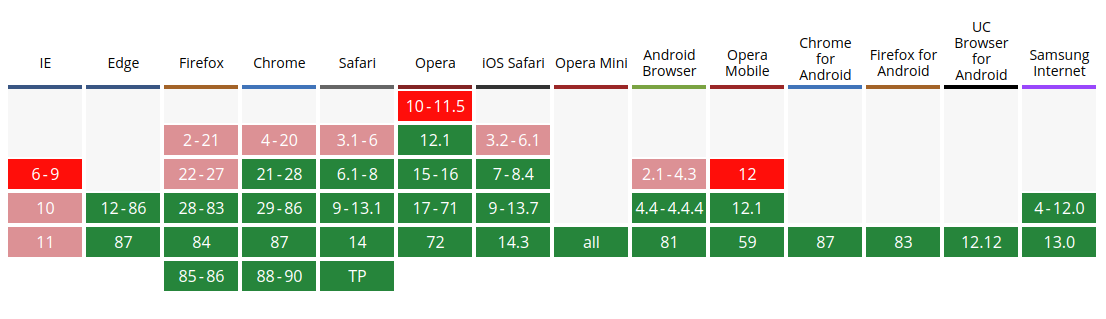 IE Edge Firefox Chrome Safari Opera iOS Safari Opera Mini Android Browser Opera Mobile Chrome for Android Firefox for Android UC Browser for Android Samsung Internet
10-11.5
2-21 4-20 3.1-6 12.1 3.2-6.1
6-9 22-27 21-28 6.1-8 15-16 7-8.4 2.1-4.3 12
10 12-86 28-83 29-86 9-13.1 17-71 9-13.7 4.4-4.4.4 12.1 4-12.0
11 87 84 87 14 72 14.3 all 81 59 87 83 12.12 13.0
85-86 88-90 TP